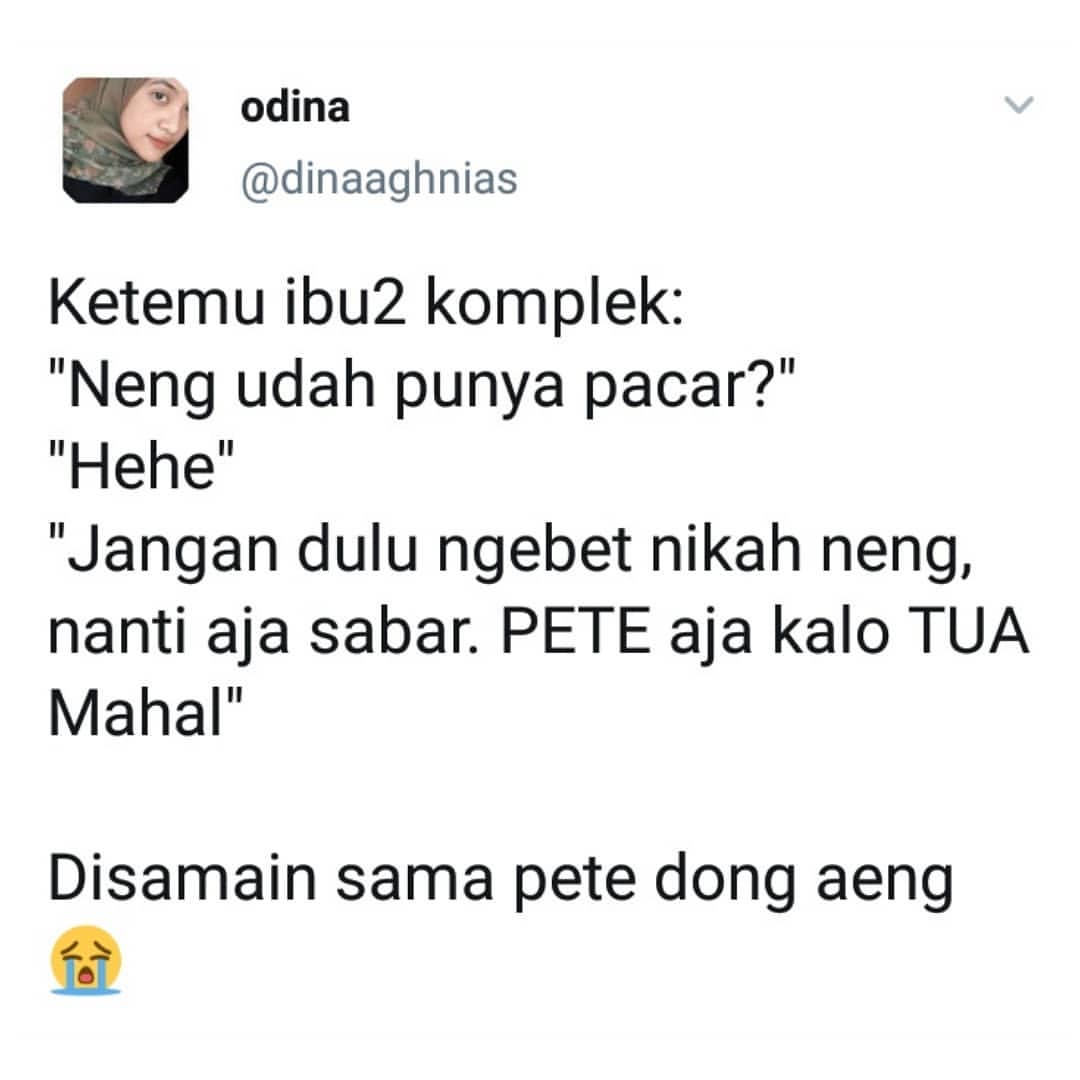 odina
@dinaaghnias
Ketemu ibu2 komplek:
"Neng udah punya pacar?"
"Hehe"
"Jangan dulu ngebet nikah neng,
nanti aja sabar. PETE aja kalo TUA
Mahal"
Disamain sama pete dong aeng
😭